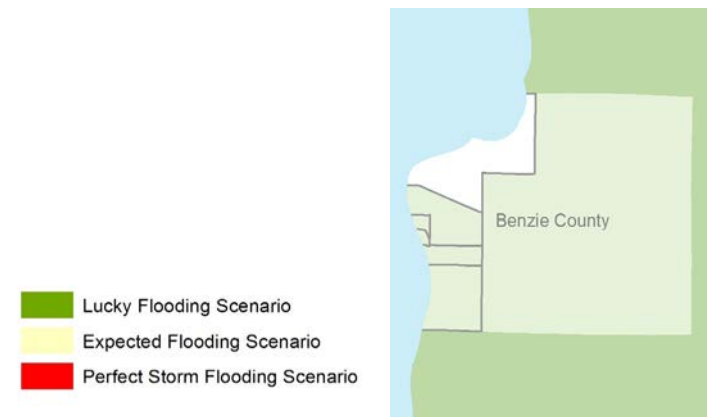 Benzie County
Lucky Flooding Scenario
Expected Flooding Scenario
Perfect Storm Flooding Scenario